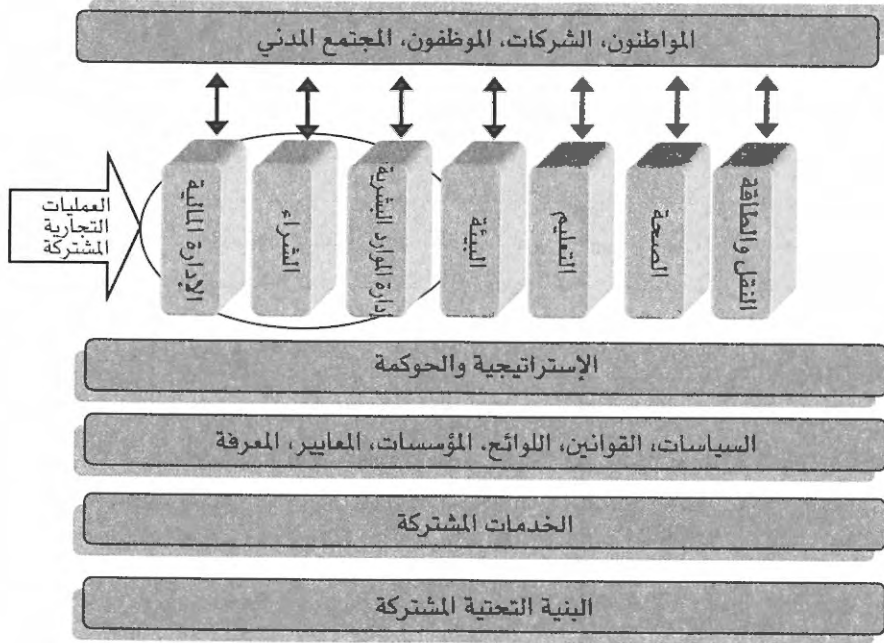 المواطنون، الشركات، الموظفون، المجتمع المدني
العمليات
التجارية
المشتركة
الإدارة المالية
الشراء
إدارة الموارد البشرية
البيئة
التعليم
الصحة
النقل والطاقة
الإستراتيجية والحوكمة
السياسات، القوانين، اللوائح. المؤسسات، المعايير، المعرفة
الخدمات المشتركة
البنية التحتية المشتركة